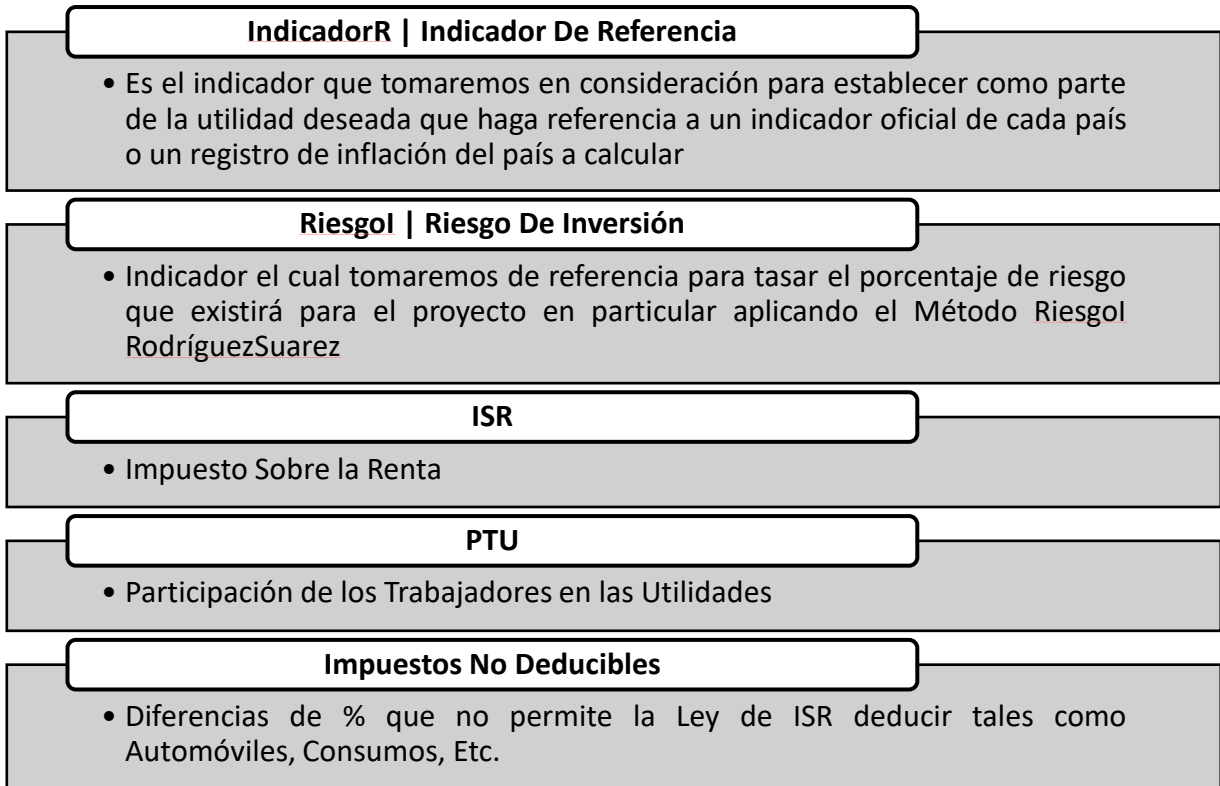 IndicadorR | Indicador De Referencia
• Es el indicador que tomaremos en consideración para establecer como parte
de la utilidad deseada que haga referencia a un indicador oficial de cada país
o un registro de inflación del país a calcular
RiesgoI | Riesgo De Inversión
• Indicador el cual tomaremos de referencia para tasar el porcentaje de riesgo
que existirá para el proyecto en particular aplicando el Método RiesgoI
RodríguezSuarez
ISR
• Impuesto Sobre la Renta
PTU
• Participación de los Trabajadores en las Utilidades
Impuestos No Deducibles
• Diferencias de % que no permite la Ley de ISR deducir tales como
Automóviles, Consumos, Etc.